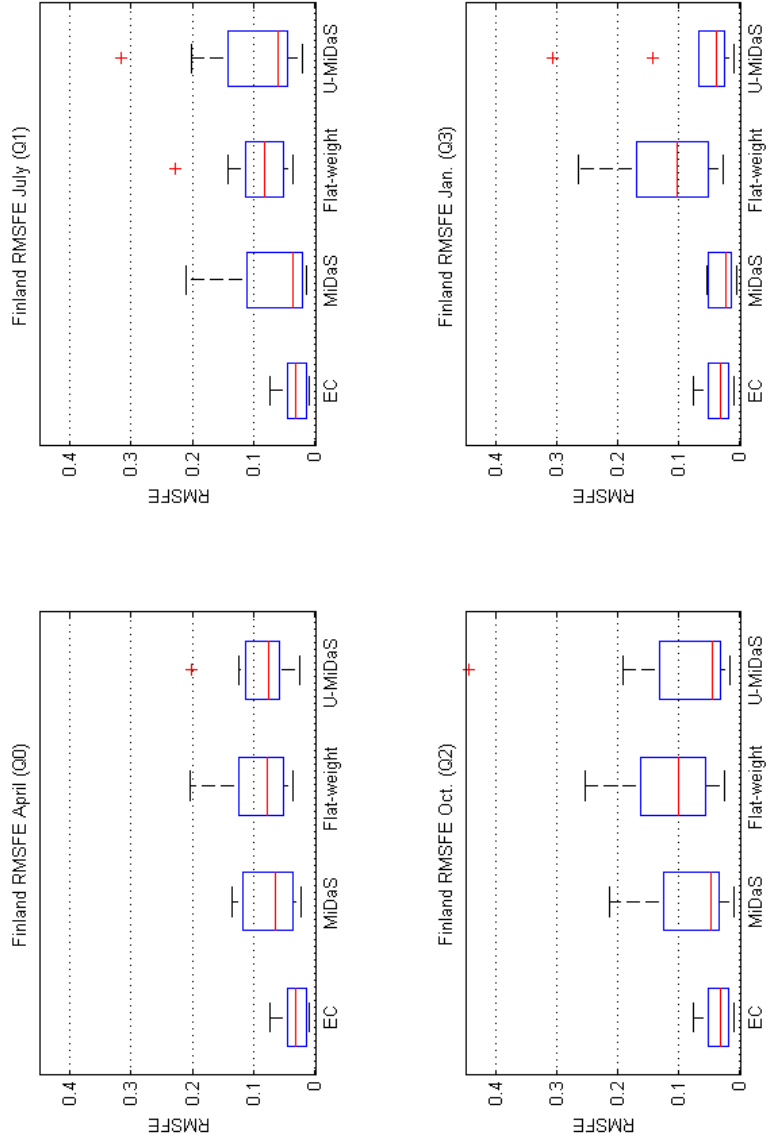 Finland RMSFE April (Q0)
RMSFE
0.4
0.3
0.2
0.1
0
EC
MiDaS
Flat-weight
U-MiDaS
Finland RMSFE July (Q1)
RMSFE
0.4
0.3
0.2
0.1
0
EC
MiDaS
Flat-weight
U-MiDaS
Finland RMSFE Oct. (Q2)
RMSFE
0.4
0.3
0.2
0.1
0
EC
MiDaS
Flat-weight
U-MiDaS
Finland RMSFE Jan. (Q3)
RMSFE
0.4
0.3
0.2
0.1
0
EC
MiDaS
Flat-weight
U-MiDaS